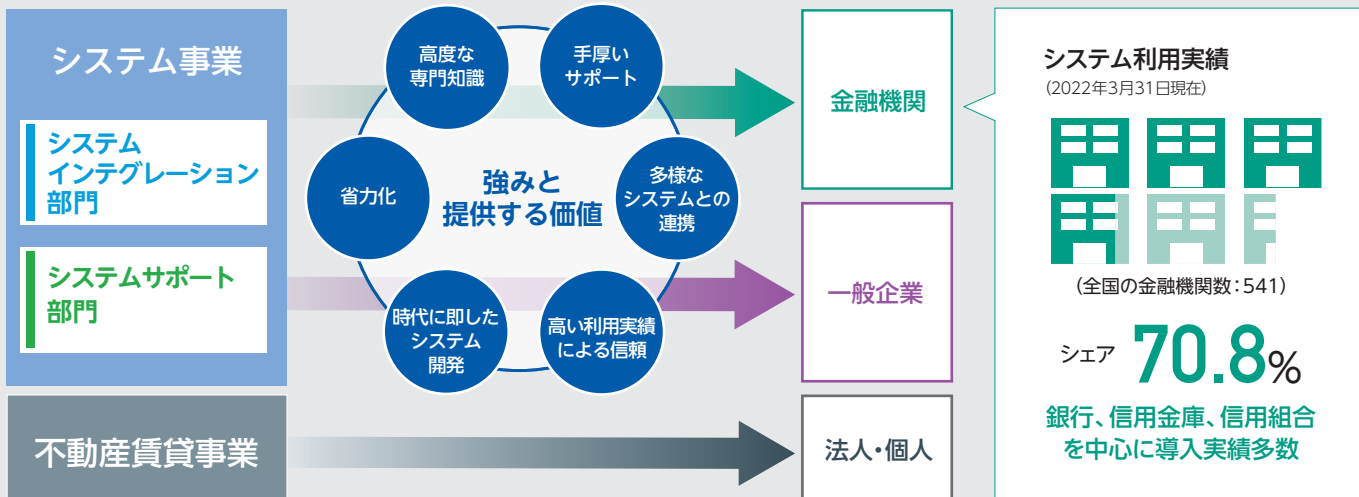 システム事業
システム
インテグレーション
部門
システムサポート
部門
不動産賃貸事業
高度な
専門知識
手厚い
サポート
省力化
強みと
提供する価値
多様な
システムとの
連携
時代に即した
システム
開発
高い利用実績
による信頼
金融機関
一般企業
法人・個人
システム利用実績
(2022年3月31日現在)
(全国の金融機関数:541)
シェア 70.8%
銀行、信用金庫、信用組合
を中心に導入実績多数